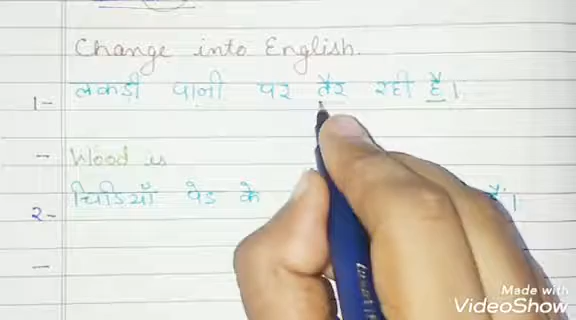 Change into English.
1- लकड़ी पानी पर तैर रही है।
- Wood is
2- चिडियाँ पेड के हैं।
-
Made with
VideoShow